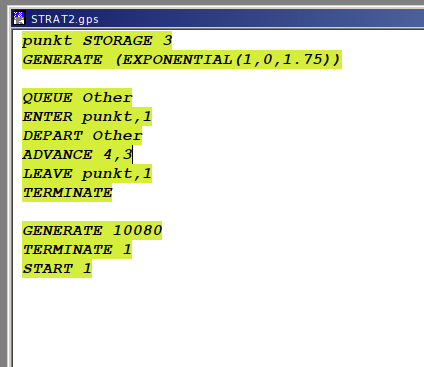 STRAT2.gps
punkt STORAGE 3
GENERATE (EXPONENTIAL(1,0,1.75))
QUEUE Other
ENTER punkt,1
DEPART Other
ADVANCE 4,3
LEAVE punkt,1
TERMINATE
GENERATE 10080
TERMINATE 1
START 1